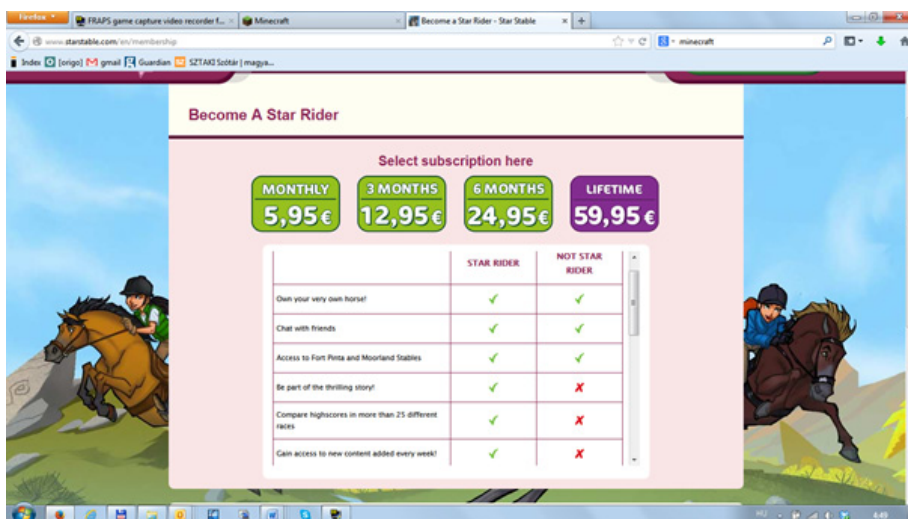 Firefox
FRAPS game capture video recorder f...
Minecraft
Become a Star Rider - Star Stable
www.starstable.com/en/membership
minecraft
Index
[origo]
gmail
Guardian
SZTAKI Szótár | magya...
Become A Star Rider
Select subscription here
MONTHLY
5,95 €
3 MONTHS
12,95 €
6 MONTHS
24,95 €
LIFETIME
59,95 €
STAR RIDER
NOT STAR
RIDER
Own your very own horse!
Chat with friends
Access to Fort Pinta and Moorland Stables
Be part of the thrilling story!
Compare highscores in more than 25 different
races
Gain access to new content added every week!
HU
6:49